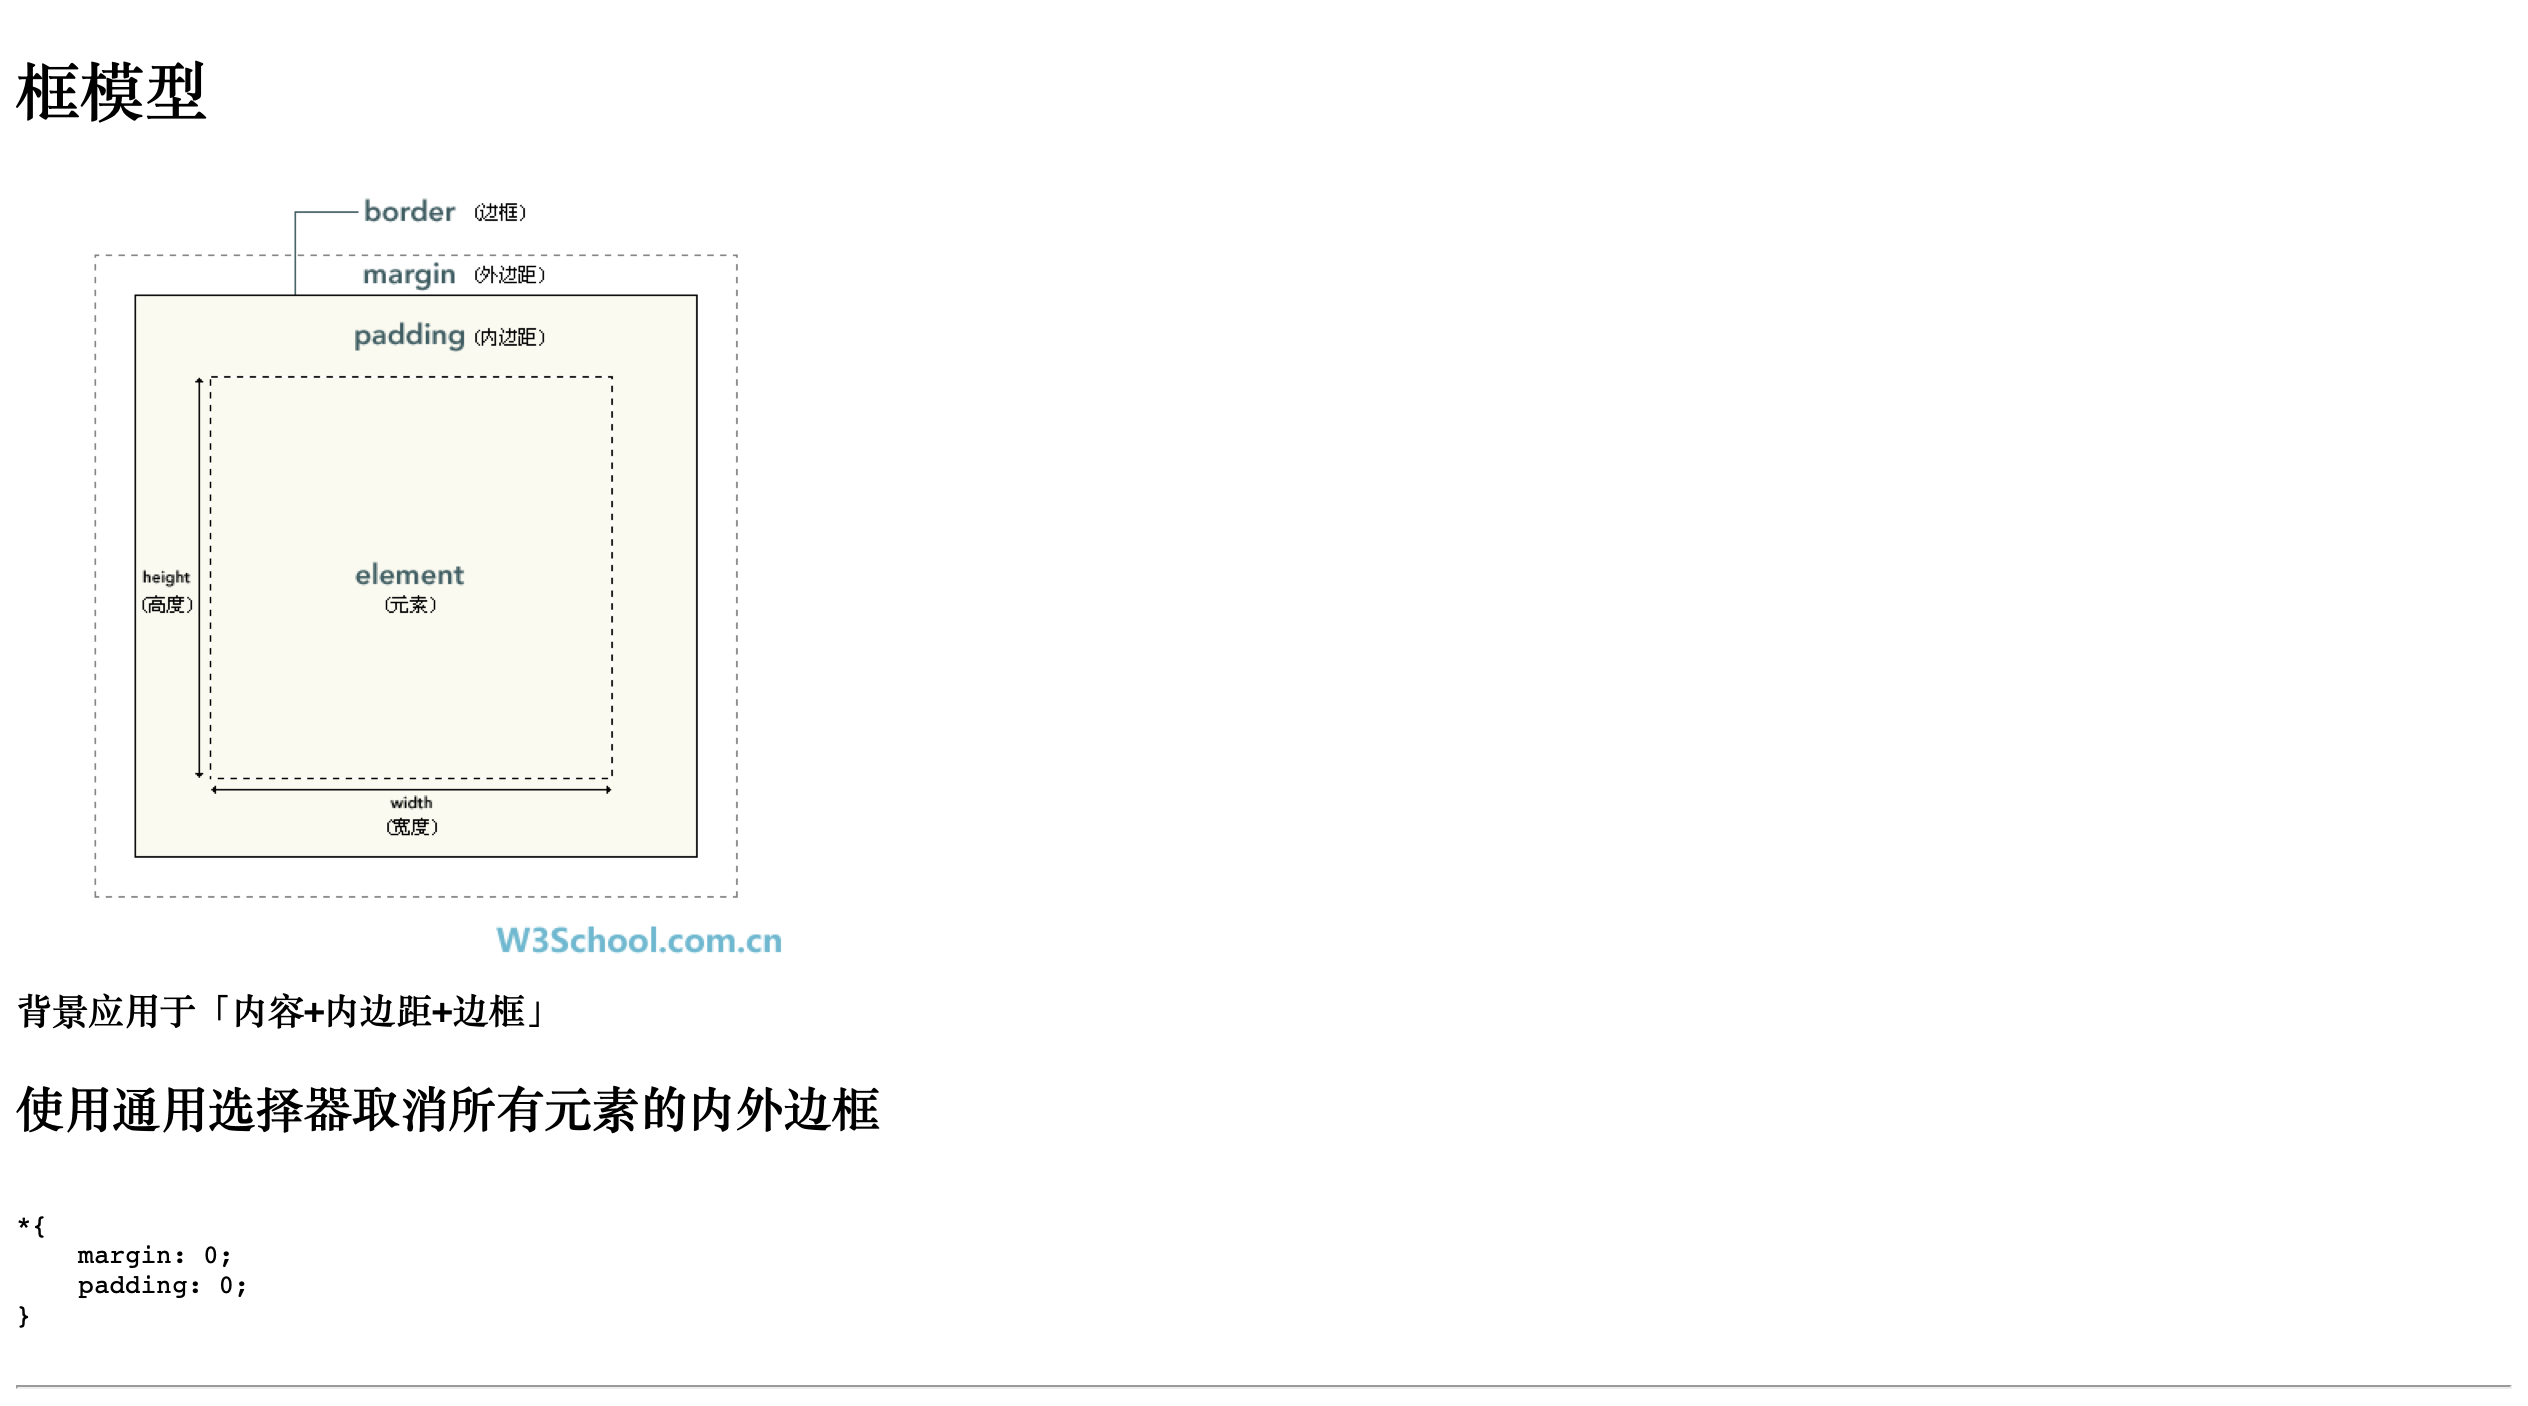 框模型
border (边框)
margin (外边距)
padding (内边距)
height
(高度)
element
(元素)
width
(宽度)
W3School.com.cn
背景应用于「内容+内边距+边框」
使用通用选择器取消所有元素的内外边框
*{
    margin: 0;
    padding: 0;
}